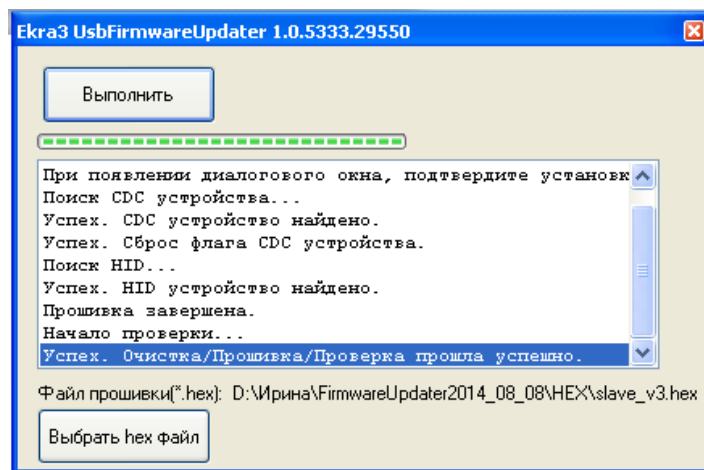 Ekra3 UsbFirmwareUpdater 1.0.5333.29550
Выполнить
При появлении диалогового окна, подтвердите установк
Поиск CDC устройства...
Успех. CDC устройство найдено.
Успех. Сброс флага CDC устройства.
Поиск HID...
Успех. HID устройство найдено.
Прошивка завершена.
Начало проверки...
Успех. Очистка/Прошивка/Проверка прошла успешно.
Файл прошивки(*.hex): D:\Ирина\FirmwareUpdater2014_08_08\HEX\slave_v3.hex
Выбрать hex файл